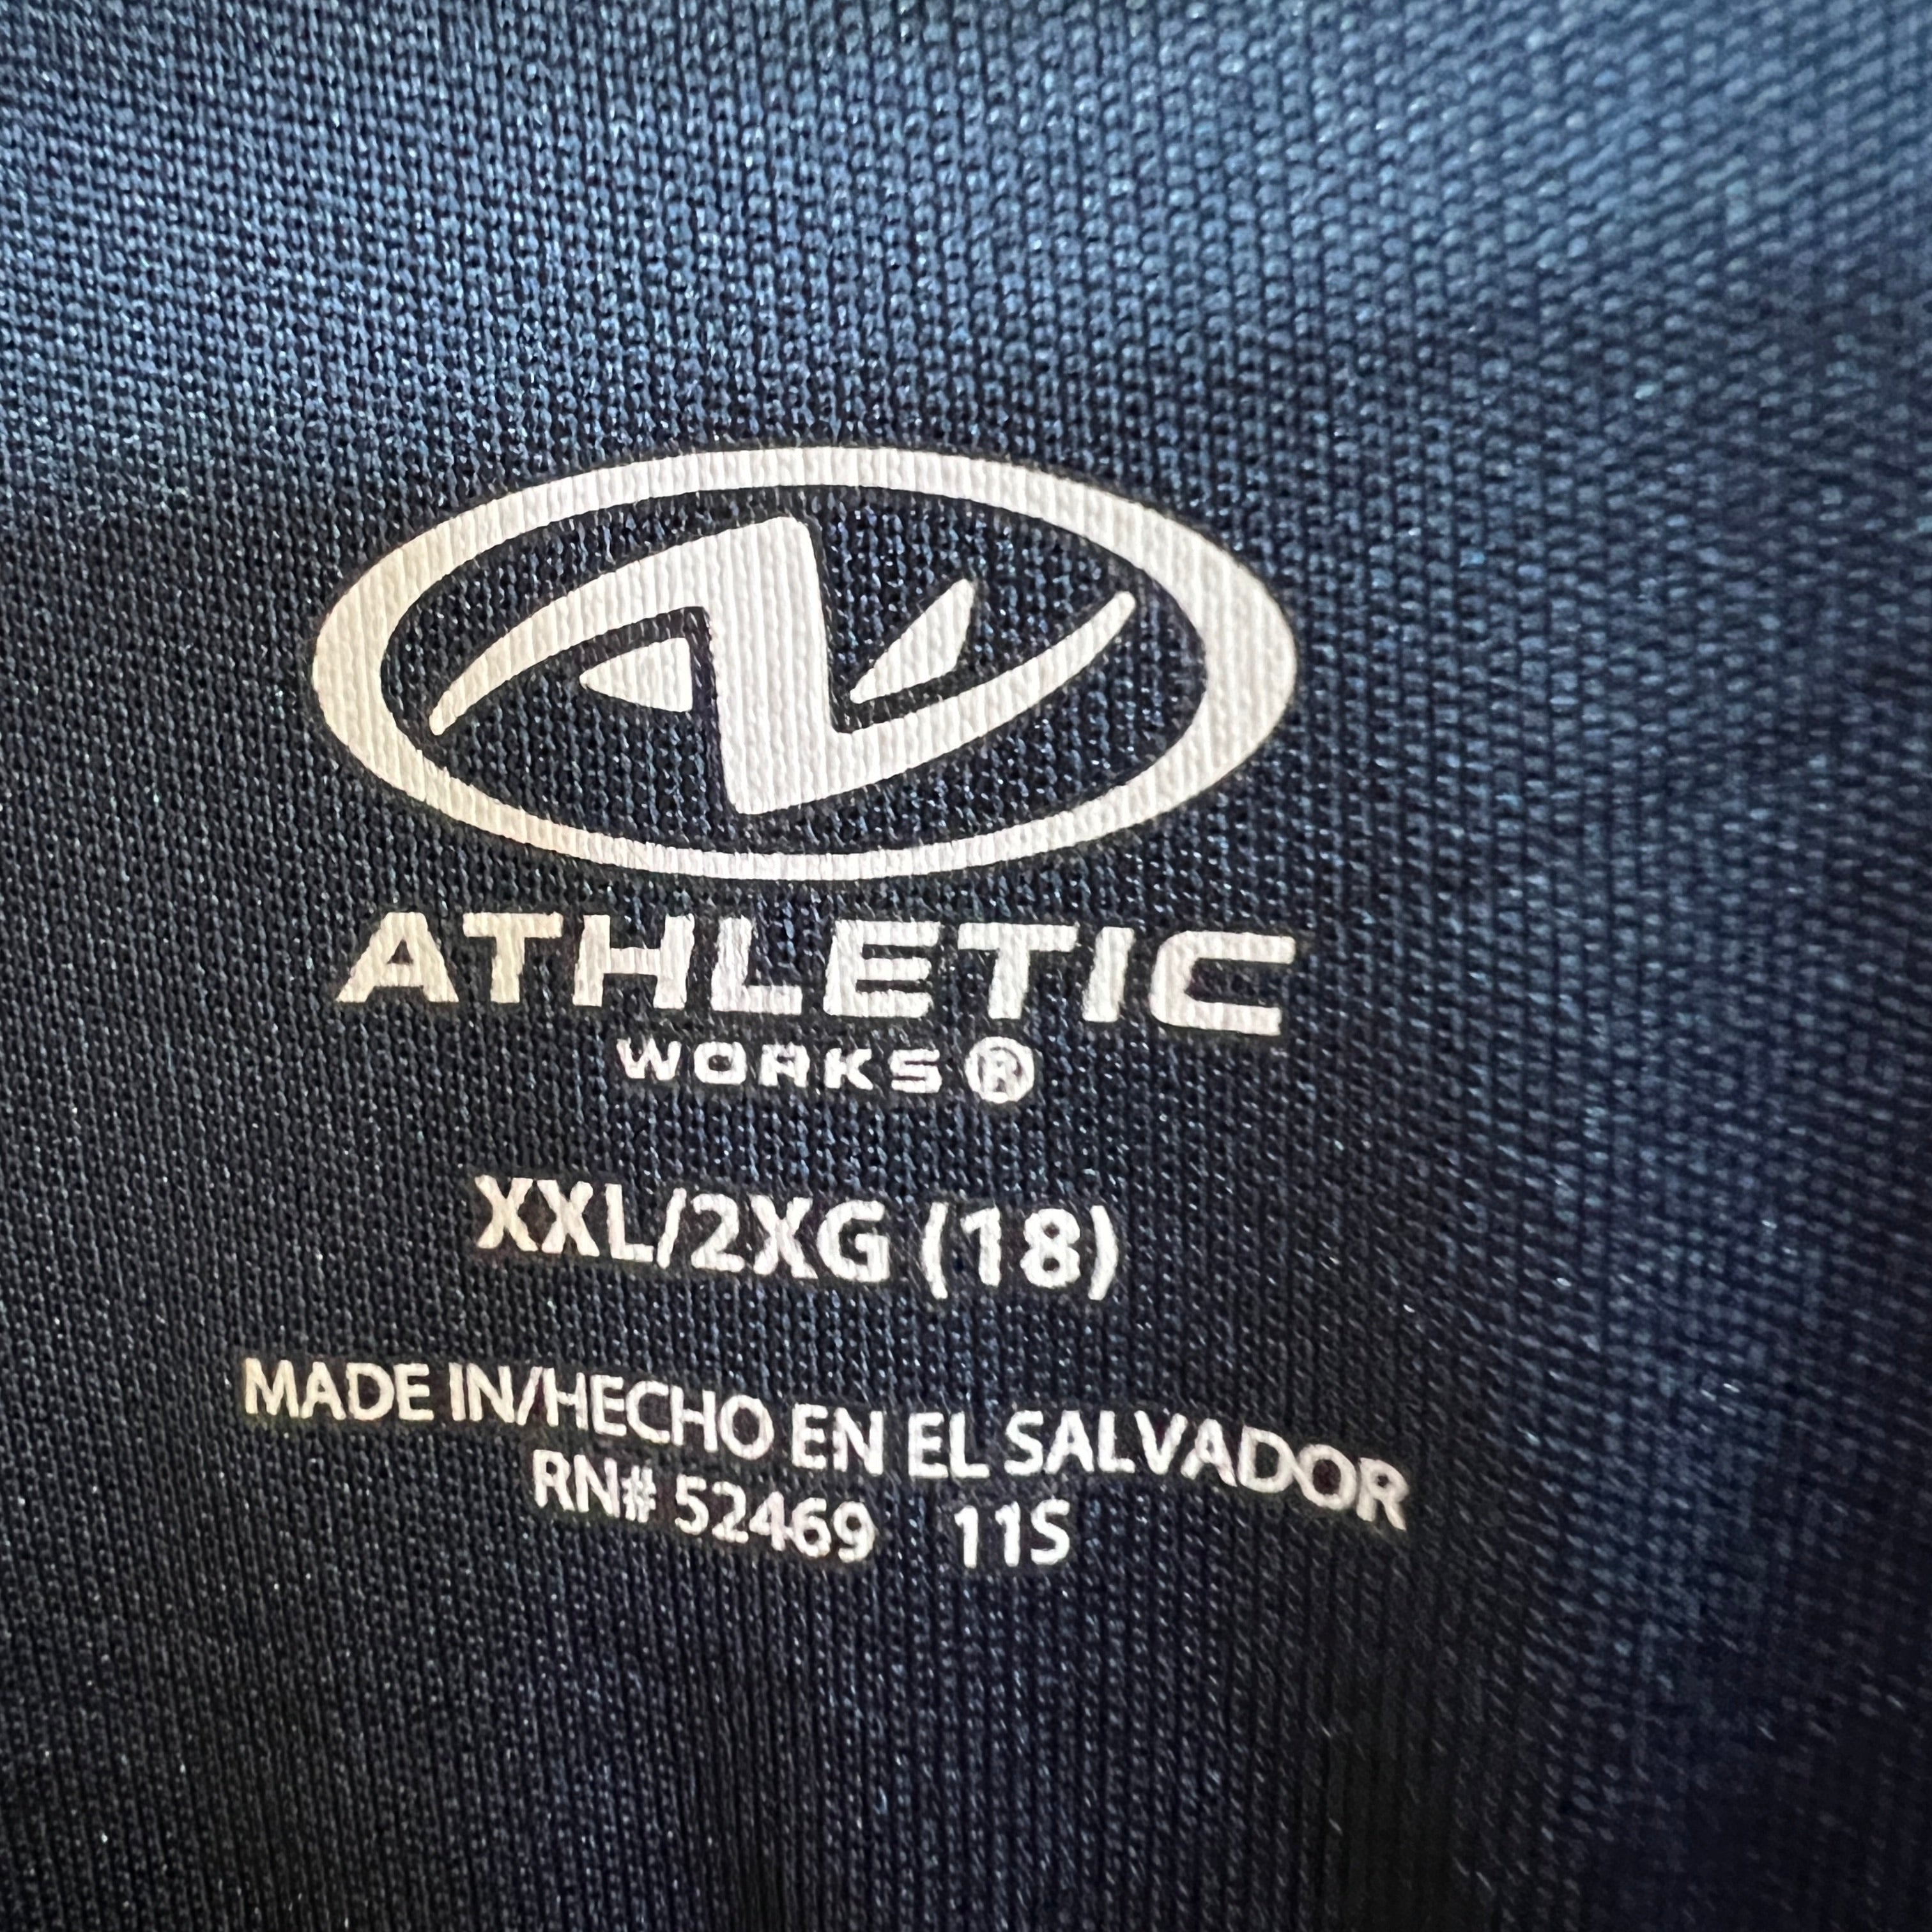 ATHLETIC
WORKS®
XXL/2XG (18)
MADE IN/HECHO EN EL SALVADOR
RN# 52469 11S